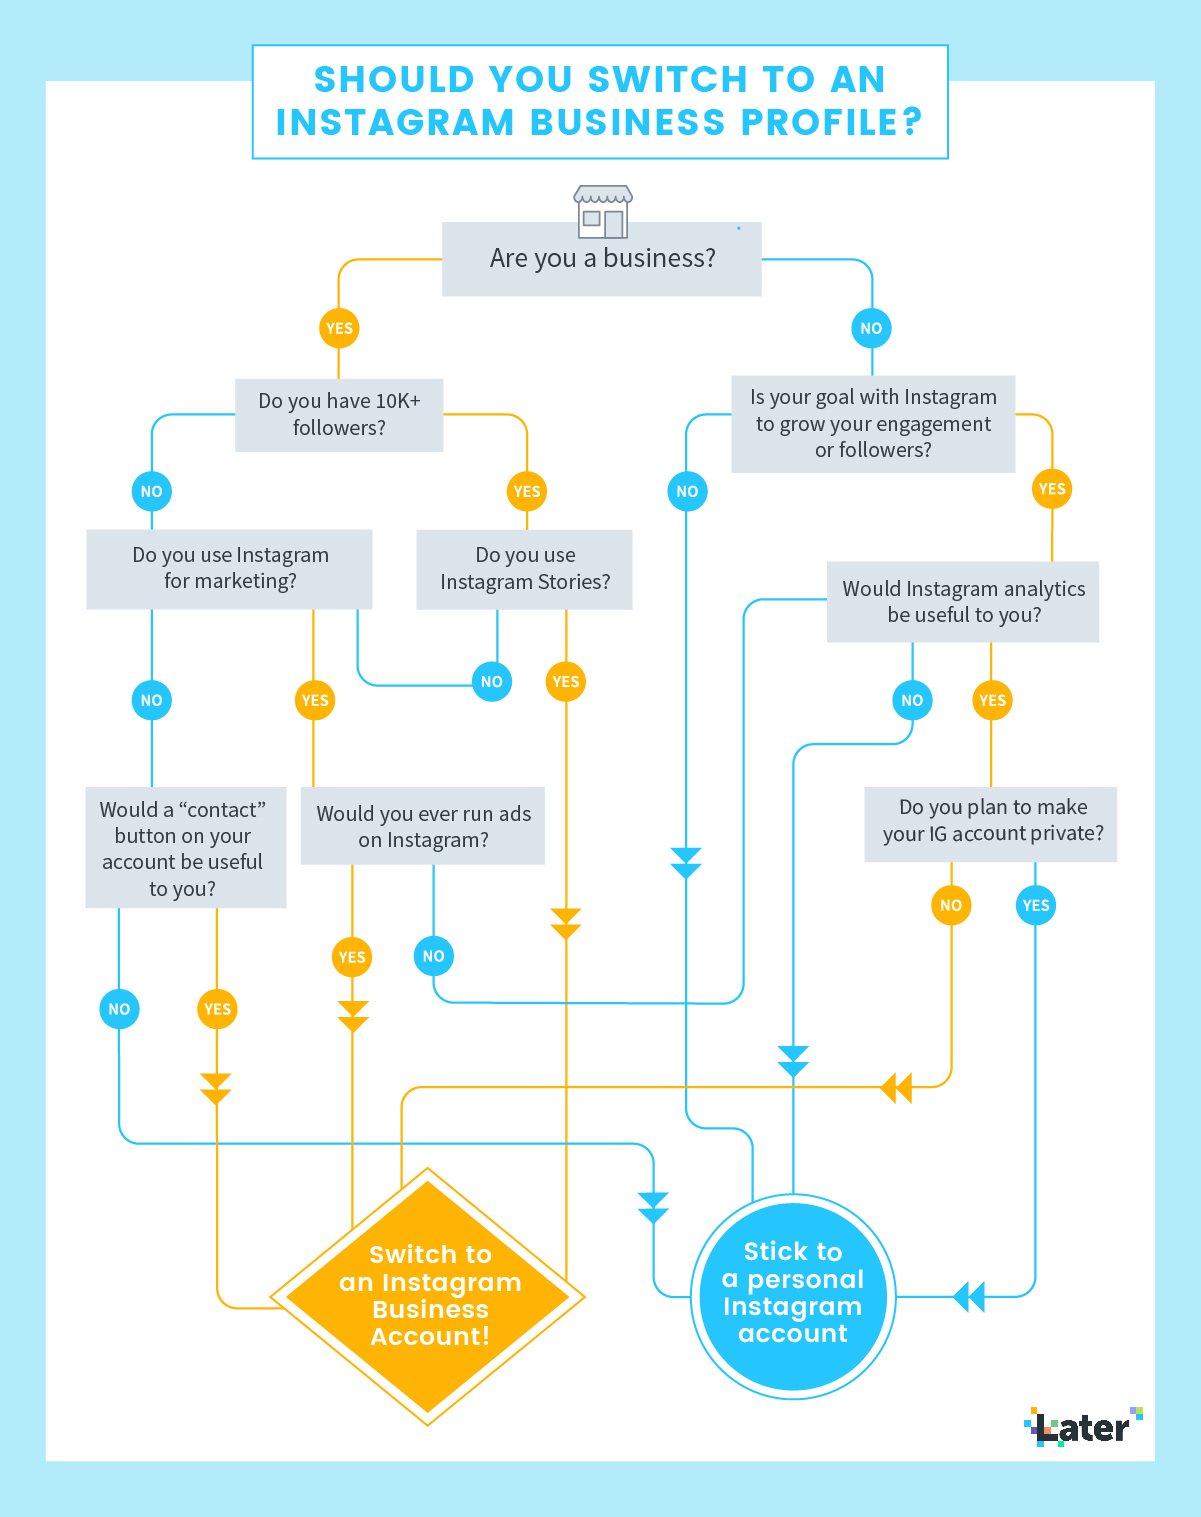 SHOULD YOU SWITCH TO AN
INSTAGRAM BUSINESS PROFILE?
Are you a business?
YES
NO
Do you have 10K+
followers?
Is your goal with Instagram
to grow your engagement
or followers?
NO
YES
NO
YES
Do you use Instagram
for marketing?
Do you use
Instagram Stories?
Would Instagram analytics
be useful to you?
NO
YES
NO
YES
NO
YES
Would a “contact”
button on your
account be useful
to you?
Would you ever run ads
on Instagram?
Do you plan to make
your IG account private?
NO
YES
YES
NO
NO
YES
Switch to
an Instagram
Business
Account!
Stick to
a personal
Instagram
account
Later